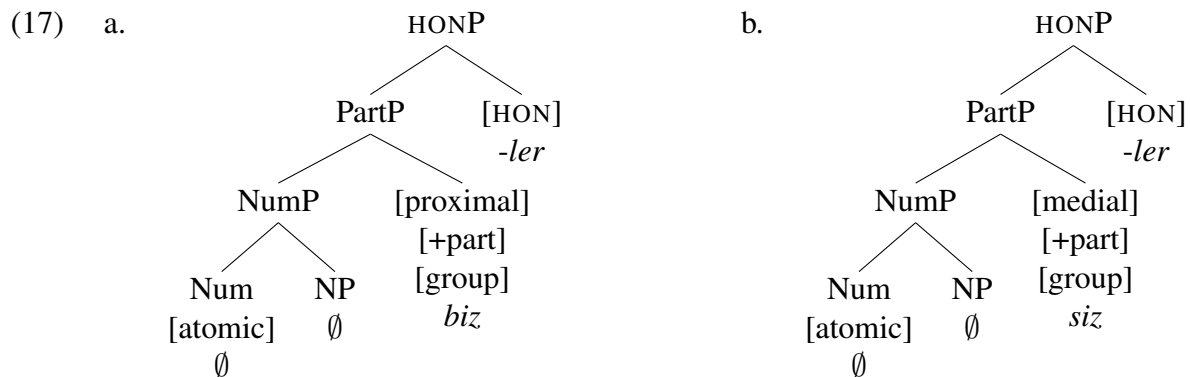 (17) a. HONP b. HONP
PartP [HON] PartP [HON]
-ler -ler
NumP [proximal] NumP [medial]
[+part] [+part]
[group] [group]
Num NP biz Num NP siz
[atomic] ∅ [atomic] ∅
∅ ∅